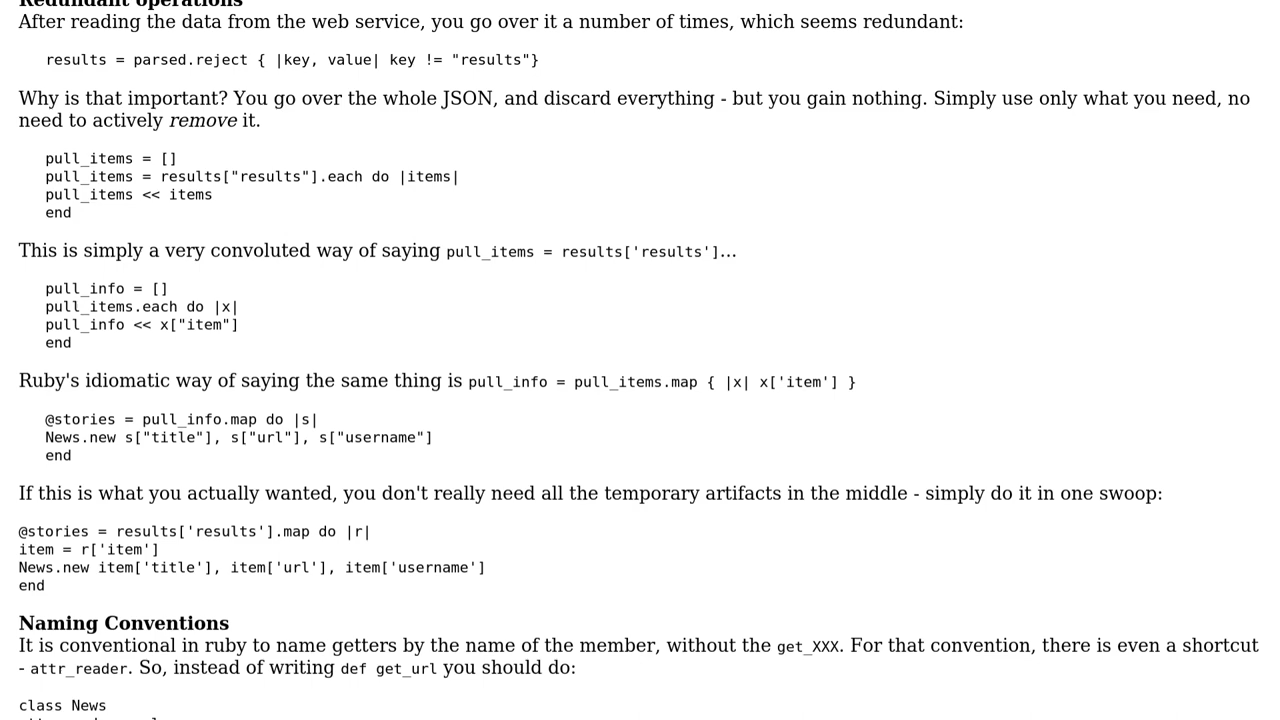 Redundant operations
After reading the data from the web service, you go over it a number of times, which seems redundant:
results = parsed.reject { |key, value| key != "results"}
Why is that important? You go over the whole JSON, and discard everything - but you gain nothing. Simply use only what you need, no
need to actively remove it.
pull_items = []
pull_items = results["results"].each do |items|
pull_items << items
end
This is simply a very convoluted way of saying pull_items = results['results']...
pull_info = []
pull_items.each do |x|
pull_info << x["item"]
end
Ruby's idiomatic way of saying the same thing is pull_info = pull_items.map { |x| x['item'] }
@stories = pull_info.map do |s|
News.new s["title"], s["url"], s["username"]
end
If this is what you actually wanted, you don't really need all the temporary artifacts in the middle - simply do it in one swoop:
@stories = results['results'].map do |r|
item = r['item']
News.new item['title'], item['url'], item['username']
end
Naming Conventions
It is conventional in ruby to name getters by the name of the member, without the get_XXX. For that convention, there is even a shortcut
- attr_reader. So, instead of writing def get_url you should do:
class News